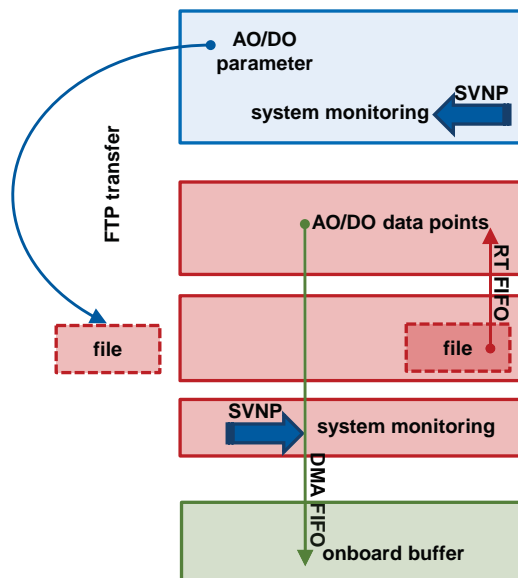 AO/DO
parameter
SVNP
system monitoring
FTP transfer
AO/DO data points
RT FIFO
file
file
SVNP
system monitoring
DMA FIFO
onboard buffer